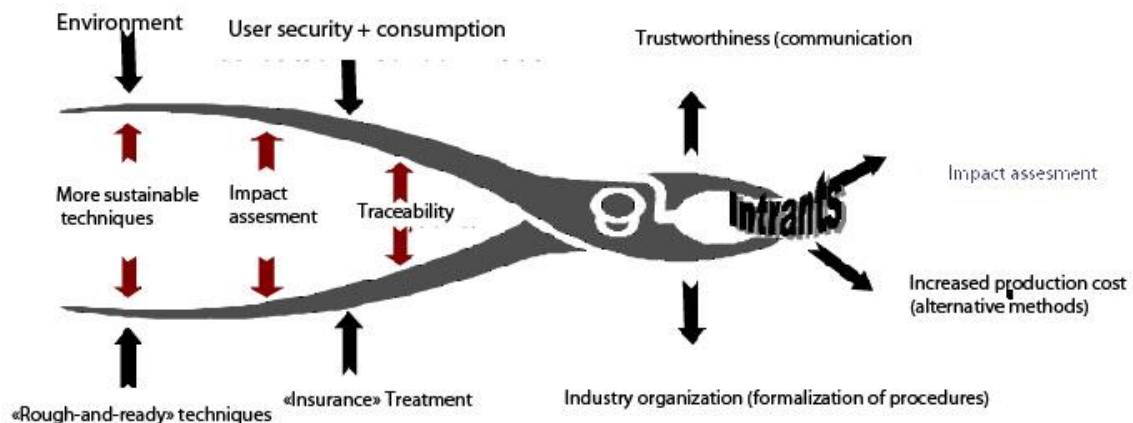 Environment
User security + consumption
Trustworthiness (communication
More sustainable
techniques
Impact
assesment
Traceability
Intrants
Impact assesment
Increased production cost
(alternative methods)
«Rough-and-ready» techniques
«Insurance» Treatment
Industry organization (formalization of procedures)